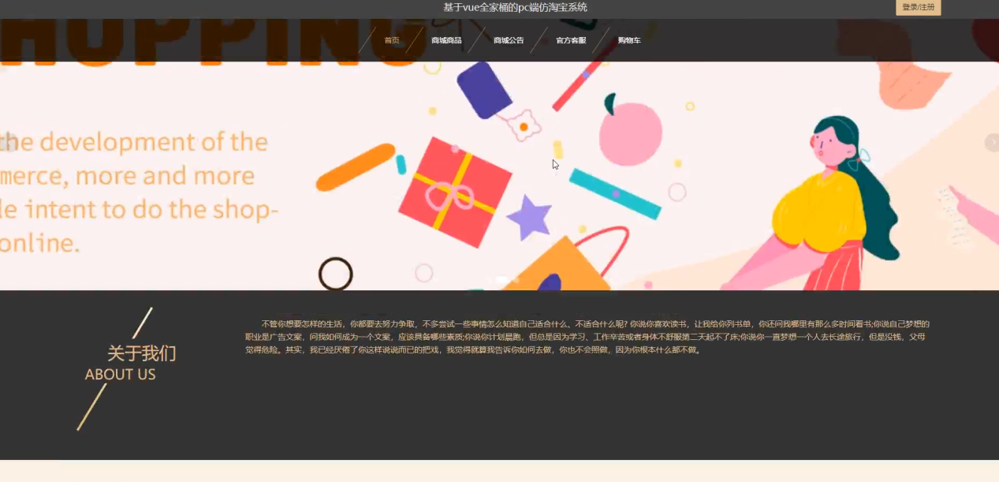 基于vue全家桶的pc端仿淘宝系统
登录/注册
首页
商城商品
商城公告
官方客服
购物车
HOPPING
he development of the
merce, more and more
le intent to do the shop-
online.
关于我们
ABOUT US
不管你想要怎样的生活，你都要去努力争取，不多尝试一些事情怎么知道自己适合什么、不适合什么呢? 你说你喜欢读书，让我给你列书单，你还问我哪里有那么多时间看书;你说自己梦想的
职业是广告文案，问我如何成为一个文案，应该具备哪些素质;你说你计划晨跑，但总是因为学习、工作辛苦或者身体不舒服第二天起不了床;你说你一直梦想一个人去长途旅行，但是没钱，父母
觉得危险。其实，我已经厌倦了你这样说说而已的把戏，我觉得就算我告诉你如何去做，你也不会照做，因为你根本什么都不做。